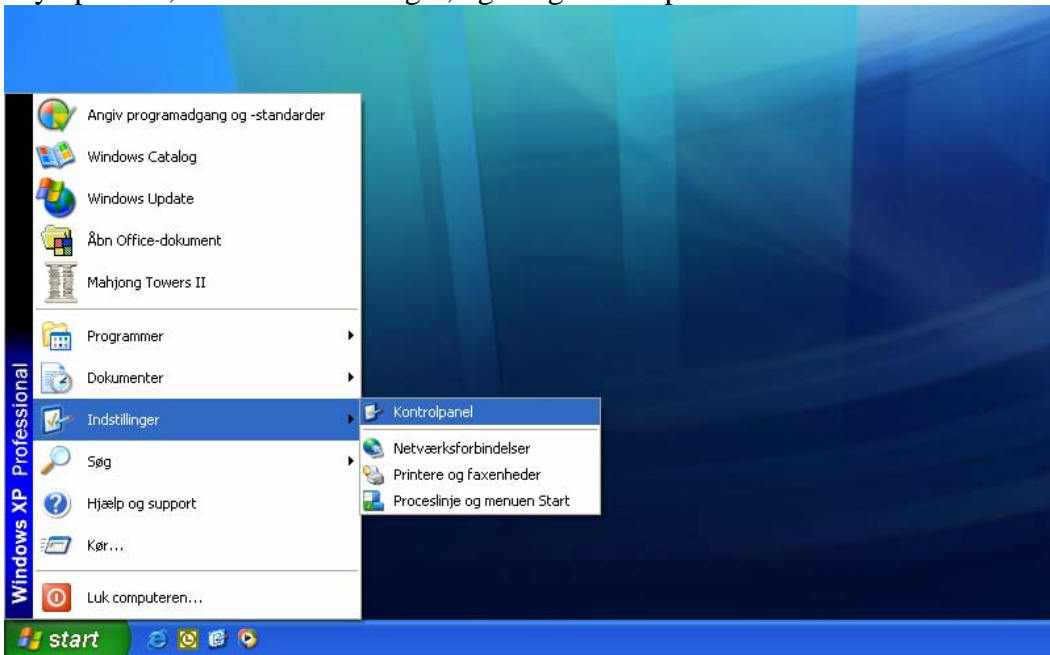 Angiv programadgang og -standarder
Windows Catalog
Windows Update
Åbn Office-dokument
Mahjong Towers II
Programmer
Dokumenter
Indstillinger
Kontrolpanel
Netværksforbindelser
Printere og faxenheder
Proceslinje og menuen Start
Søg
Hjælp og support
Kør...
Luk computeren...
Windows XP Professional
start